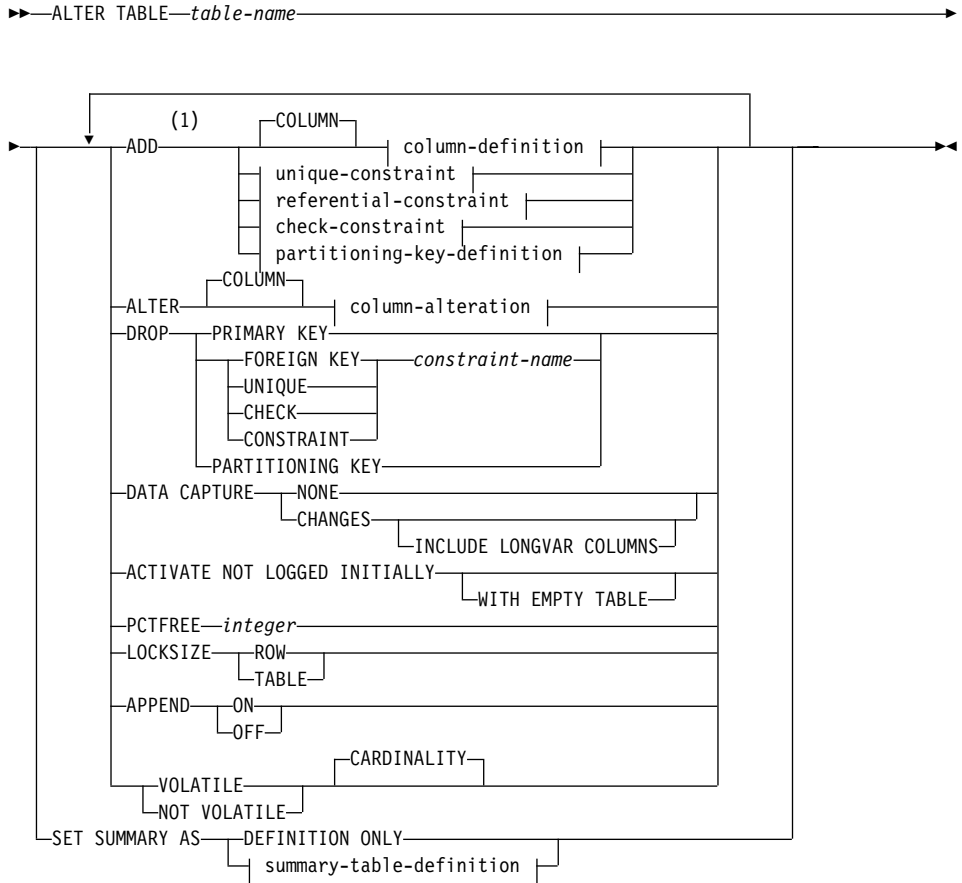 ALTER TABLE table-name
(1) COLUMN
ADD column-definition
unique-constraint
referential-constraint
check-constraint
partitioning-key-definition
COLUMN
ALTER column-alteration
DROP PRIMARY KEY
FOREIGN KEY constraint-name
UNIQUE
CHECK
CONSTRAINT
PARTITIONING KEY
DATA CAPTURE NONE
CHANGES
INCLUDE LONGVAR COLUMNS
ACTIVATE NOT LOGGED INITIALLY
WITH EMPTY TABLE
PCTFREE integer
LOCKSIZE ROW
TABLE
APPEND ON
OFF
CARDINALITY
VOLATILE
NOT VOLATILE
SET SUMMARY AS DEFINITION ONLY
summary-table-definition